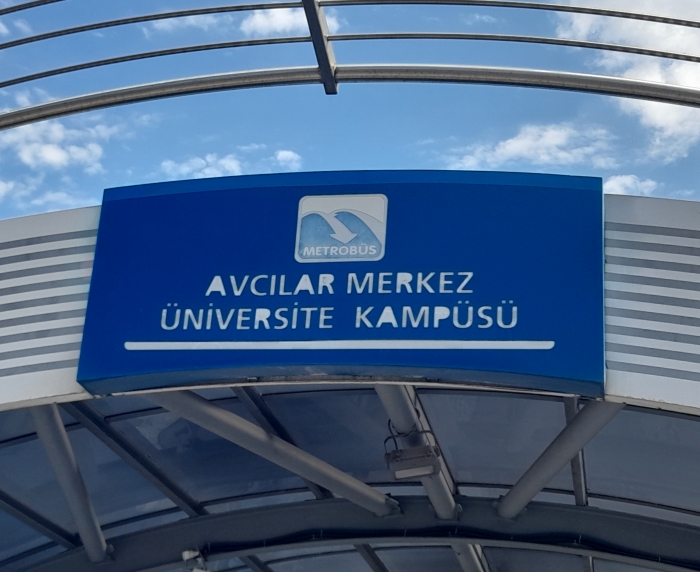 METROBÜS
AVCILAR MERKEZ
ÜNİVERSİTE KAMPÜSÜ